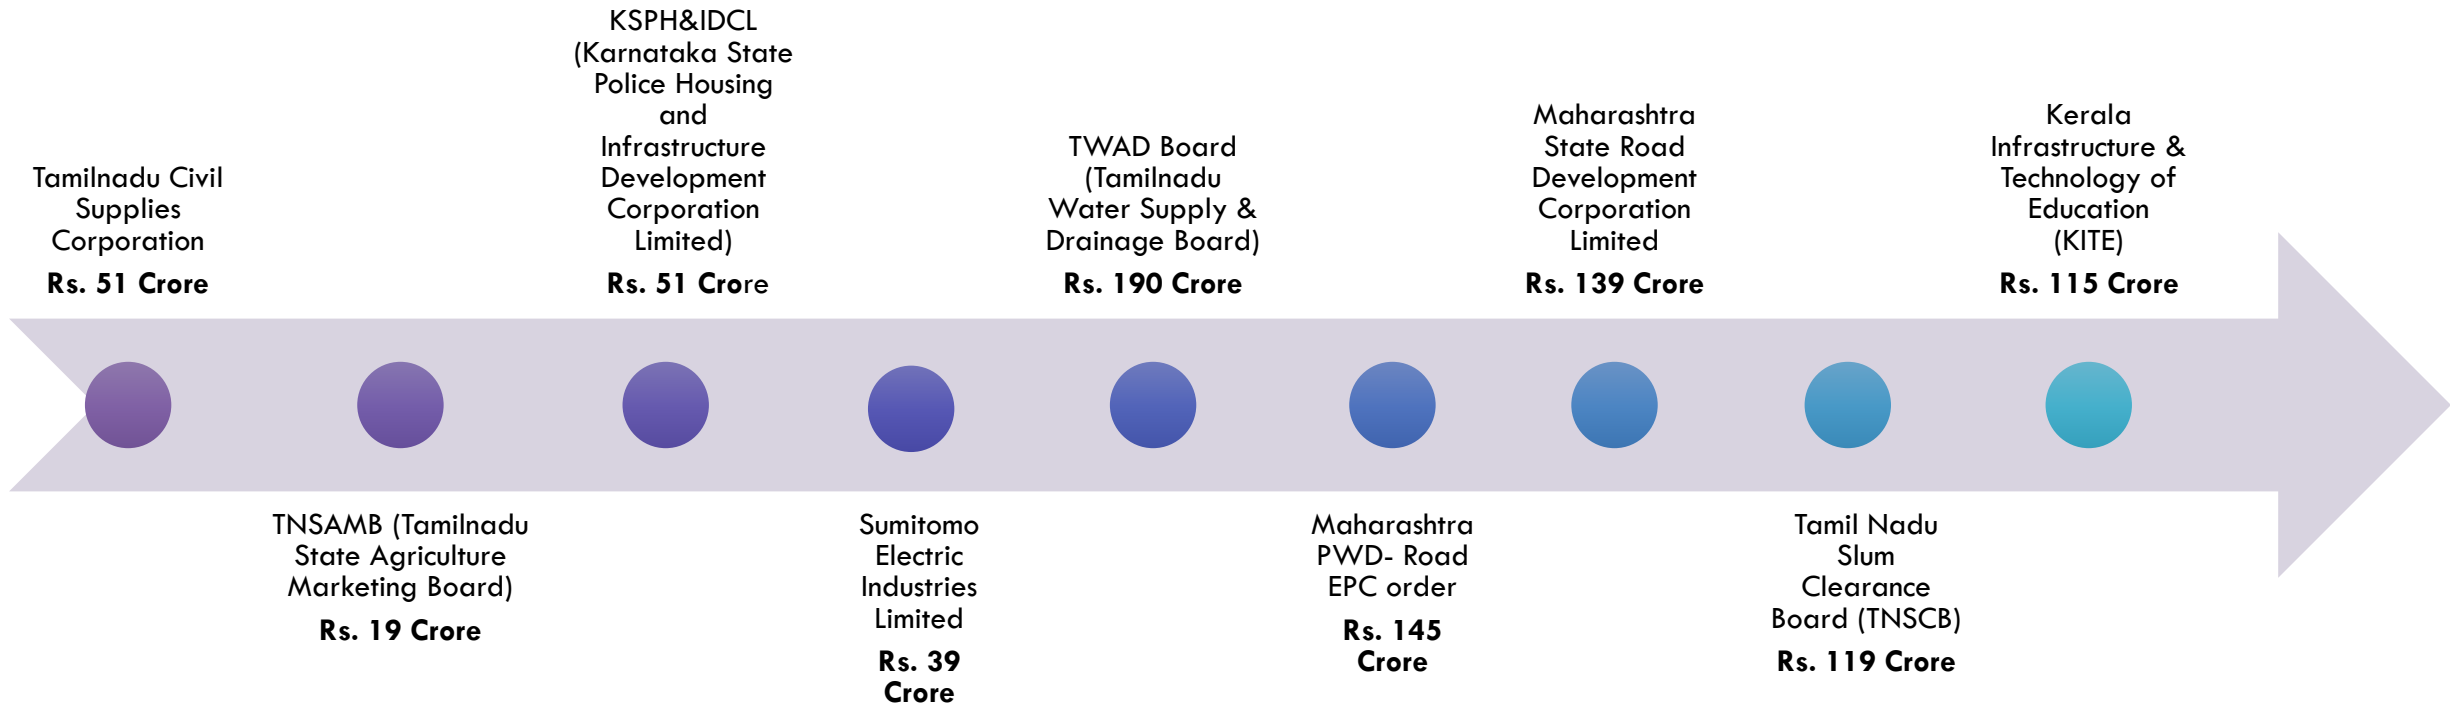 Tamilnadu Civil
Supplies
Corporation
Rs. 51 Crore
TNSAMB (Tamilnadu
State Agriculture
Marketing Board)
Rs. 19 Crore
KSPH&IDCL
(Karnataka State
Police Housing
and
Infrastructure
Development
Corporation
Limited)
Rs. 51 Crore
Sumitomo
Electric
Industries
Limited
Rs. 39
Crore
TWAD Board
(Tamilnadu
Water Supply &
Drainage Board)
Rs. 190 Crore
Maharashtra
PWD- Road
EPC order
Rs. 145
Crore
Maharashtra
State Road
Development
Corporation
Limited
Rs. 139 Crore
Tamil Nadu
Slum
Clearance
Board (TNSCB)
Rs. 119 Crore
Kerala
Infrastructure &
Technology of
Education
(KITE)
Rs. 115 Crore